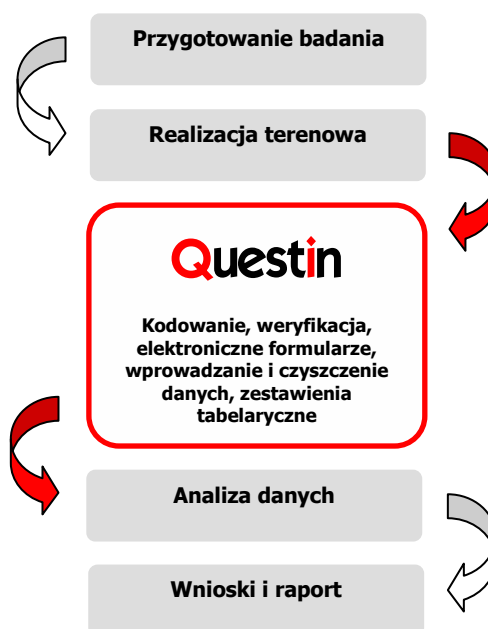 Przygotowanie badania
Realizacja terenowa
Questin
Kodowanie, weryfikacja,
elektroniczne formularze,
wprowadzanie i czyszczenie
danych, zestawienia
tabelaryczne
Analiza danych
Wnioski i raport